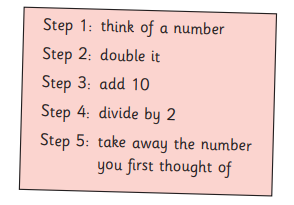 Step 1: think of a number
Step 2: double it
Step 3: add 10
Step 4: divide by 2
Step 5: take away the number
you first thought of